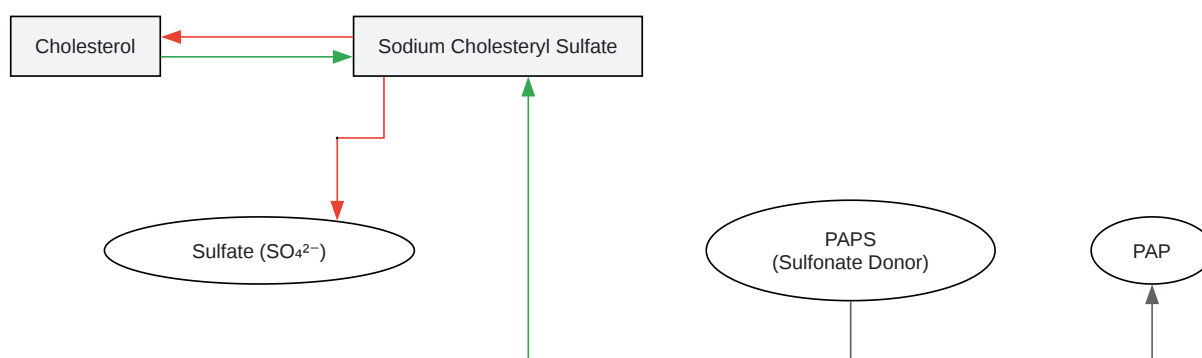 Cholesterol
Sodium Cholesteryl Sulfate
Sulfate (SO₄²⁻)
PAPS
(Sulfonate Donor)
PAP